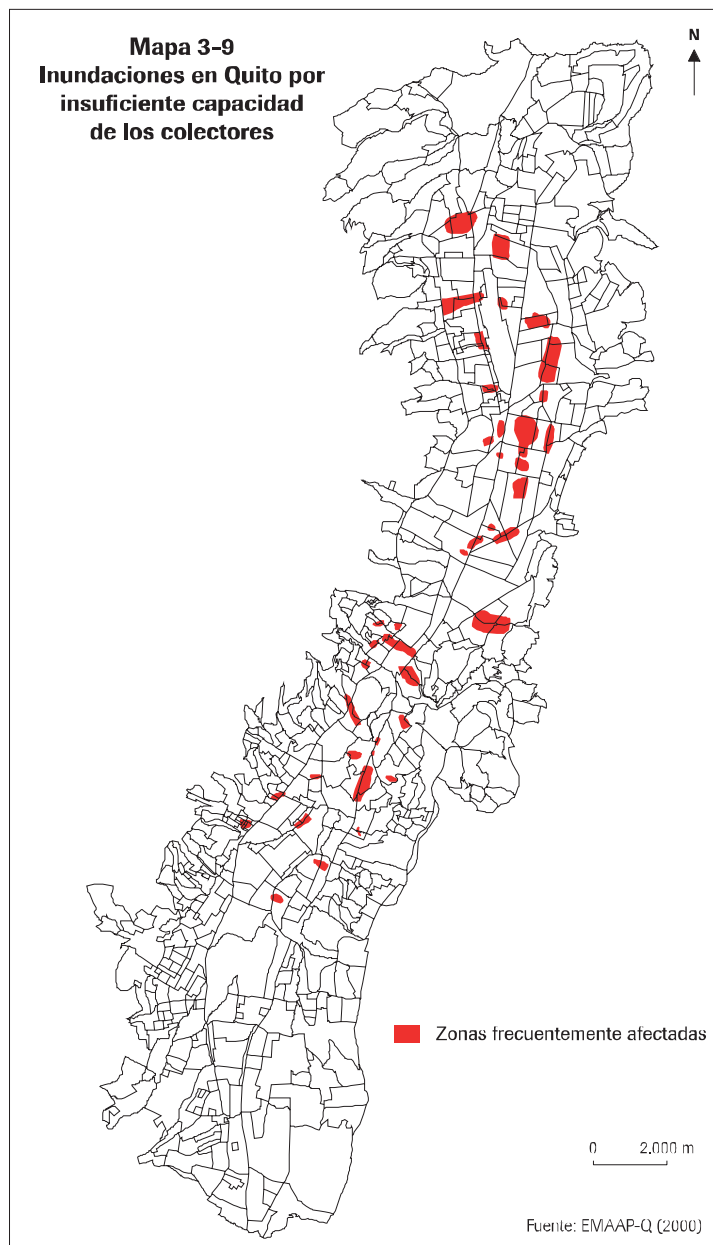 Mapa 3-9
Inundaciones en Quito por
insuficiente capacidad
de los colectores
N
Zonas frecuentemente afectadas
0 2.000 m
Fuente: EMAAP-Q (2000)